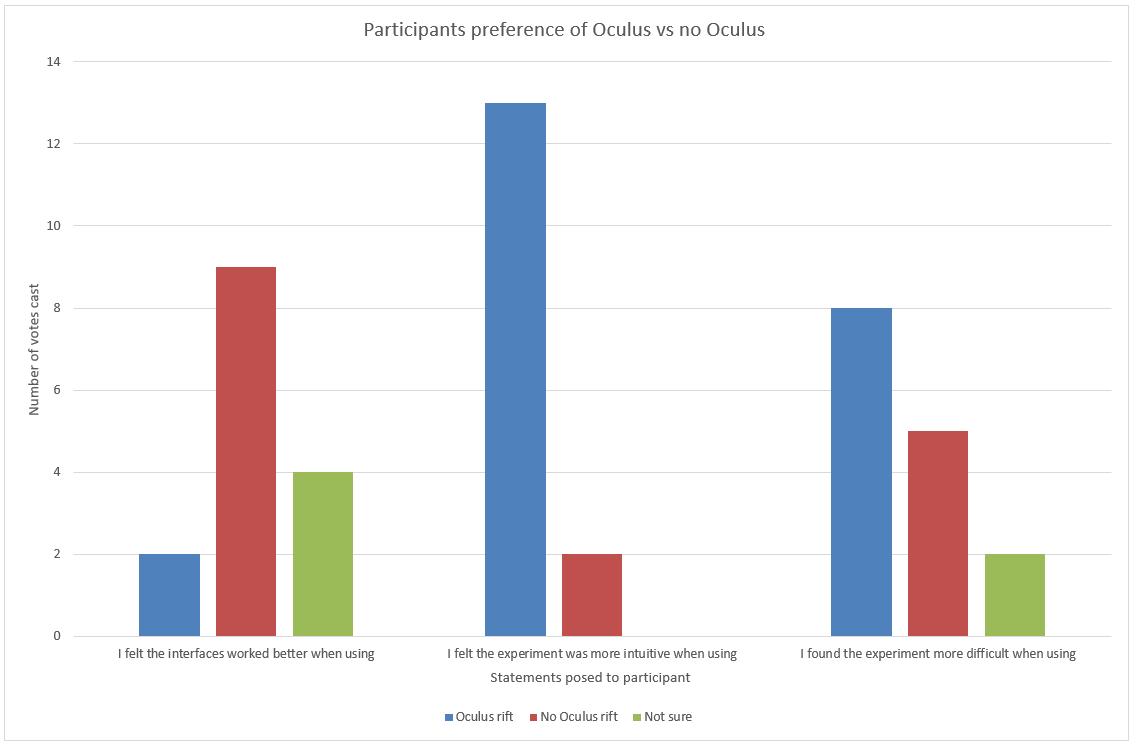 Participants preference of Oculus vs no Oculus
14
12
10
8
6
4
2
0
Number of votes cast
I felt the interfaces worked better when using
I felt the experiment was more intuitive when using
I found the experiment more difficult when using
Statements posed to participant
Oculus rift
No Oculus rift
Not sure